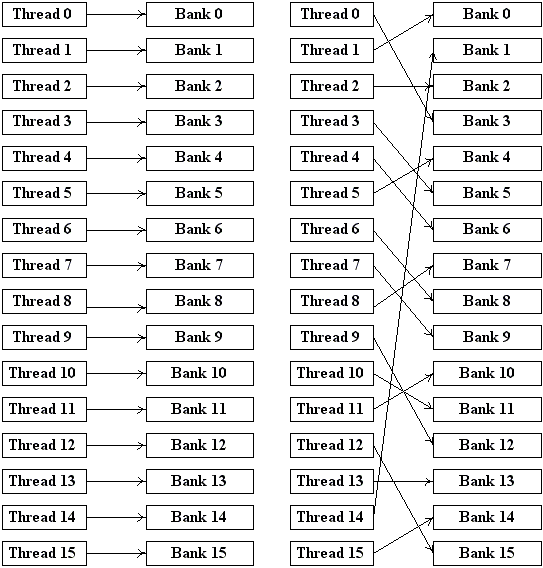 Thread 0 Bank 0 Thread 0 Bank 0
Thread 1 Bank 1 Thread 1 Bank 1
Thread 2 Bank 2 Thread 2 Bank 2
Thread 3 Bank 3 Thread 3 Bank 3
Thread 4 Bank 4 Thread 4 Bank 4
Thread 5 Bank 5 Thread 5 Bank 5
Thread 6 Bank 6 Thread 6 Bank 6
Thread 7 Bank 7 Thread 7 Bank 7
Thread 8 Bank 8 Thread 8 Bank 8
Thread 9 Bank 9 Thread 9 Bank 9
Thread 10 Bank 10 Thread 10 Bank 10
Thread 11 Bank 11 Thread 11 Bank 11
Thread 12 Bank 12 Thread 12 Bank 12
Thread 13 Bank 13 Thread 13 Bank 13
Thread 14 Bank 14 Thread 14 Bank 14
Thread 15 Bank 15 Thread 15 Bank 15